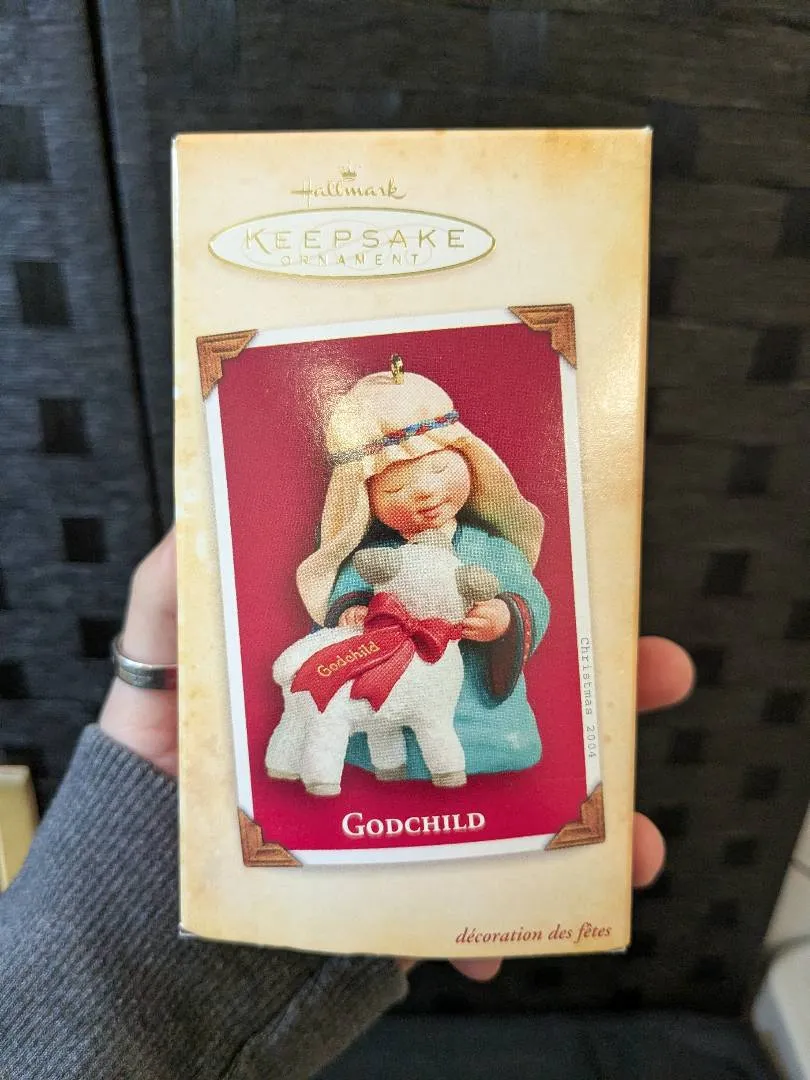 Hallmark
KEEPSAKE
ORNAMENT
Godchild
Christmas 2004
GODCHILD
décoration des fêtes